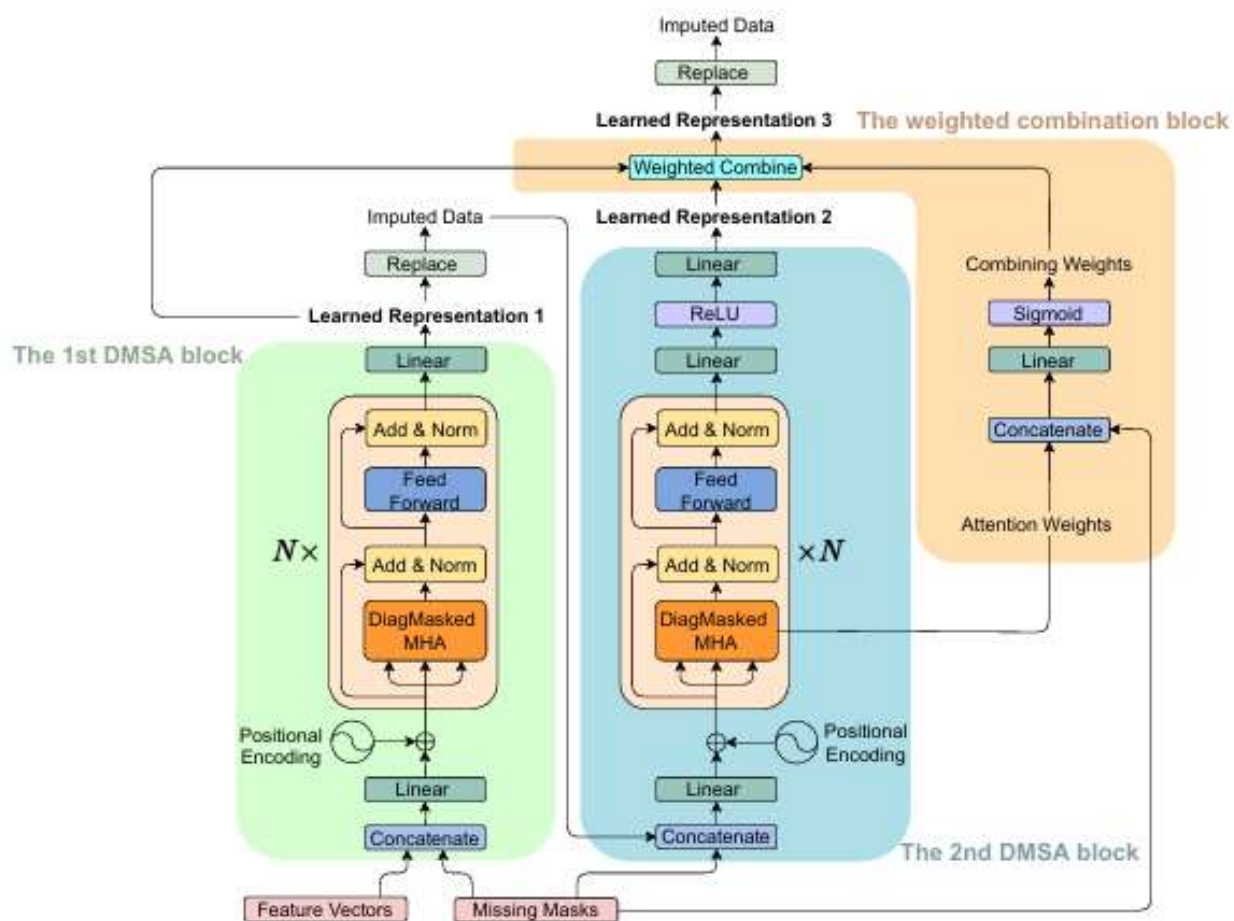 Imputed Data
Replace
Learned Representation 3
The weighted combination block
Weighted Combine
Imputed Data
Learned Representation 2
Replace
Linear
Combining Weights
Learned Representation 1
ReLU
Sigmoid
The 1st DMSA block
Linear
Linear
Linear
Add & Norm
Add & Norm
Concatenate
Feed
Forward
Feed
Forward
Attention Weights
N×
Add & Norm
Add & Norm
×N
DiagMasked
MHA
DiagMasked
MHA
Positional
Encoding
Positional
Encoding
Linear
Linear
Concatenate
Concatenate
The 2nd DMSA block
Feature Vectors
Missing Masks